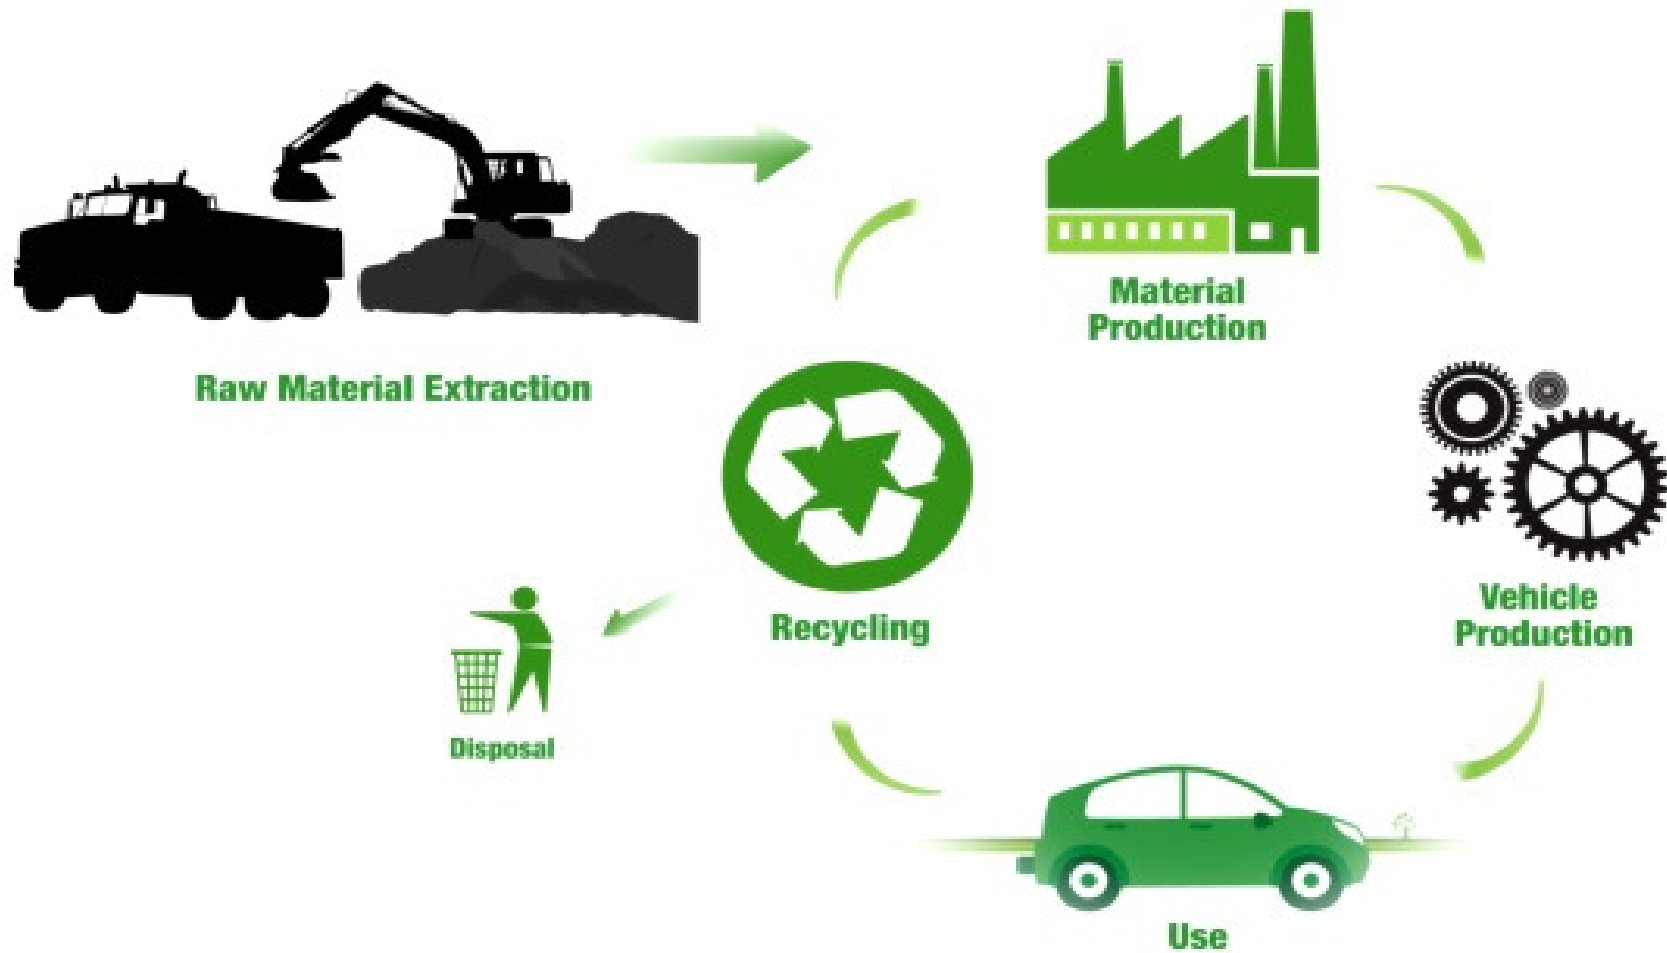 Material
Production
Raw Material Extraction
Vehicle
Production
Recycling
Disposal
Use